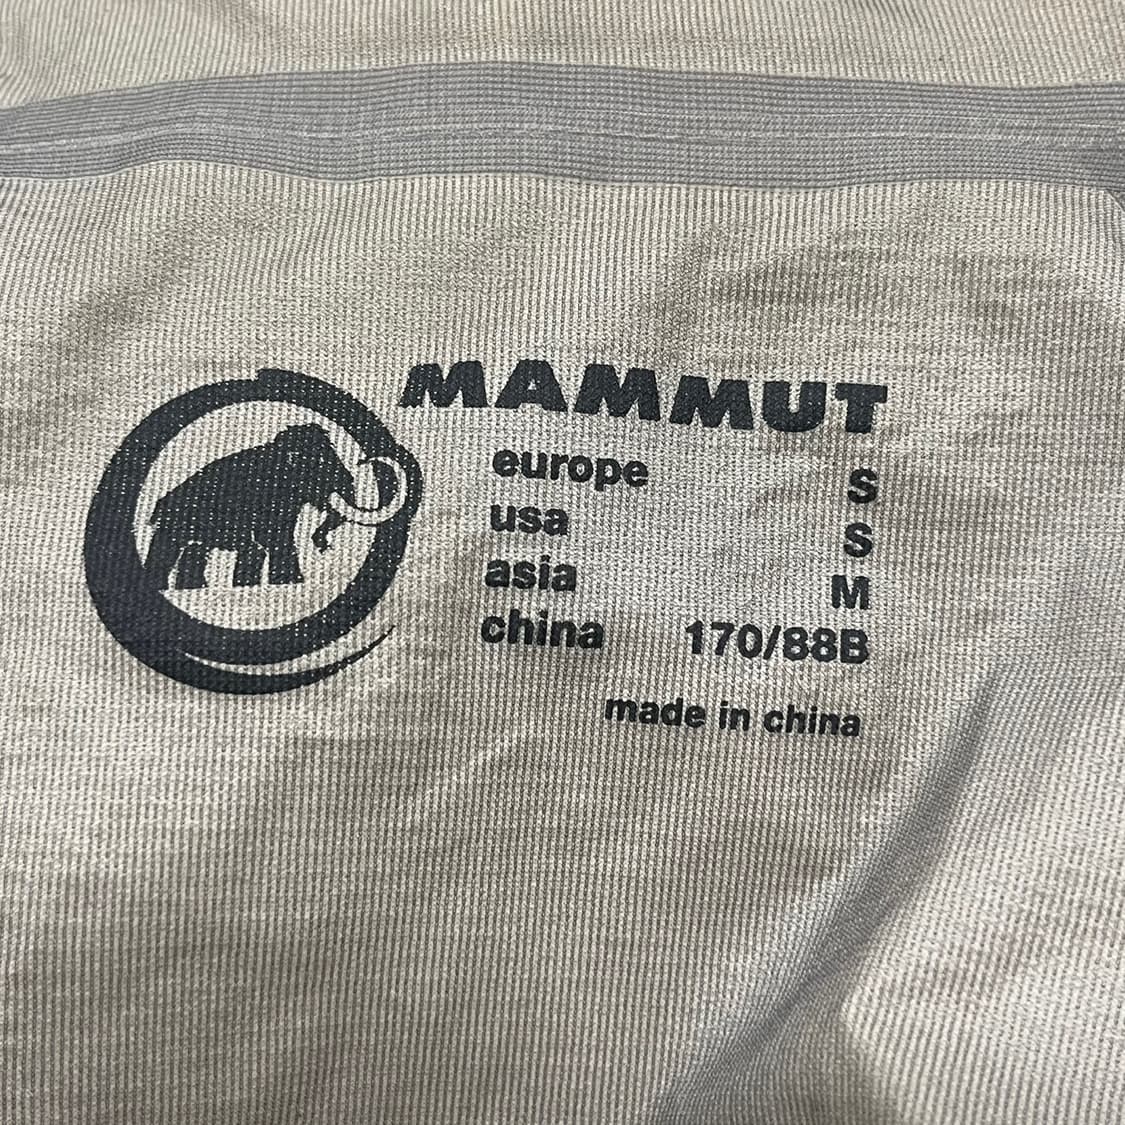 MAMMUT
europe S
usa S
asia M
china 170/88B
made in china